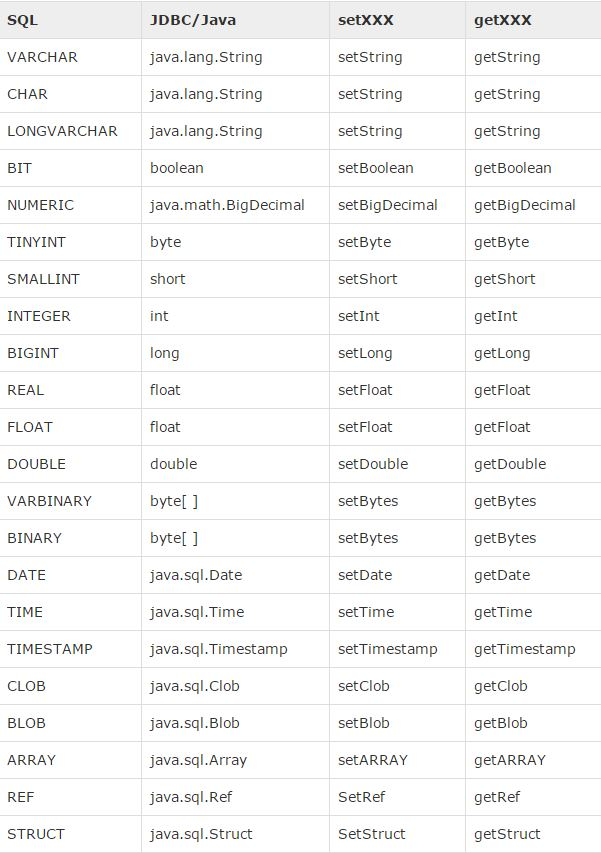 SQL JDBC/Java setXXX getXXX
VARCHAR java.lang.String setString getString
CHAR java.lang.String setString getString
LONGVARCHAR java.lang.String setString getString
BIT boolean setBoolean getBoolean
NUMERIC java.math.BigDecimal setBigDecimal getBigDecimal
TINYINT byte setByte getByte
SMALLINT short setShort getShort
INTEGER int setInt getInt
BIGINT long setLong getLong
REAL float setFloat getFloat
FLOAT float setFloat getFloat
DOUBLE double setDouble getDouble
VARBINARY byte[ ] setBytes getBytes
BINARY byte[ ] setBytes getBytes
DATE java.sql.Date setDate getDate
TIME java.sql.Time setTime getTime
TIMESTAMP java.sql.Timestamp setTimestamp getTimestamp
CLOB java.sql.Clob setClob getClob
BLOB java.sql.Blob setBlob getBlob
ARRAY java.sql.Array setARRAY getARRAY
REF java.sql.Ref SetRef getRef
STRUCT java.sql.Struct SetStruct getStruct